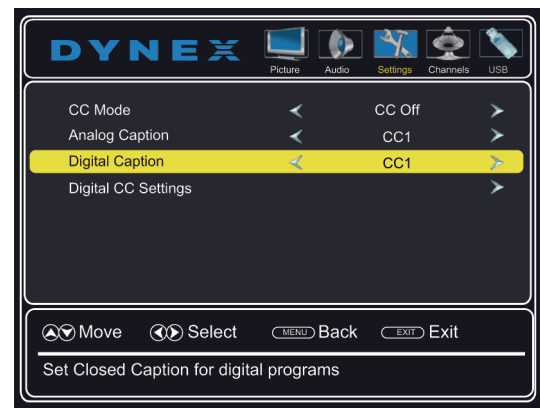 DYNEX
Picture Audio Settings Channels USB
CC Mode CC Off
Analog Caption CC1
Digital Caption CC1
Digital CC Settings
Move Select MENU Back EXIT Exit
Set Closed Caption for digital programs